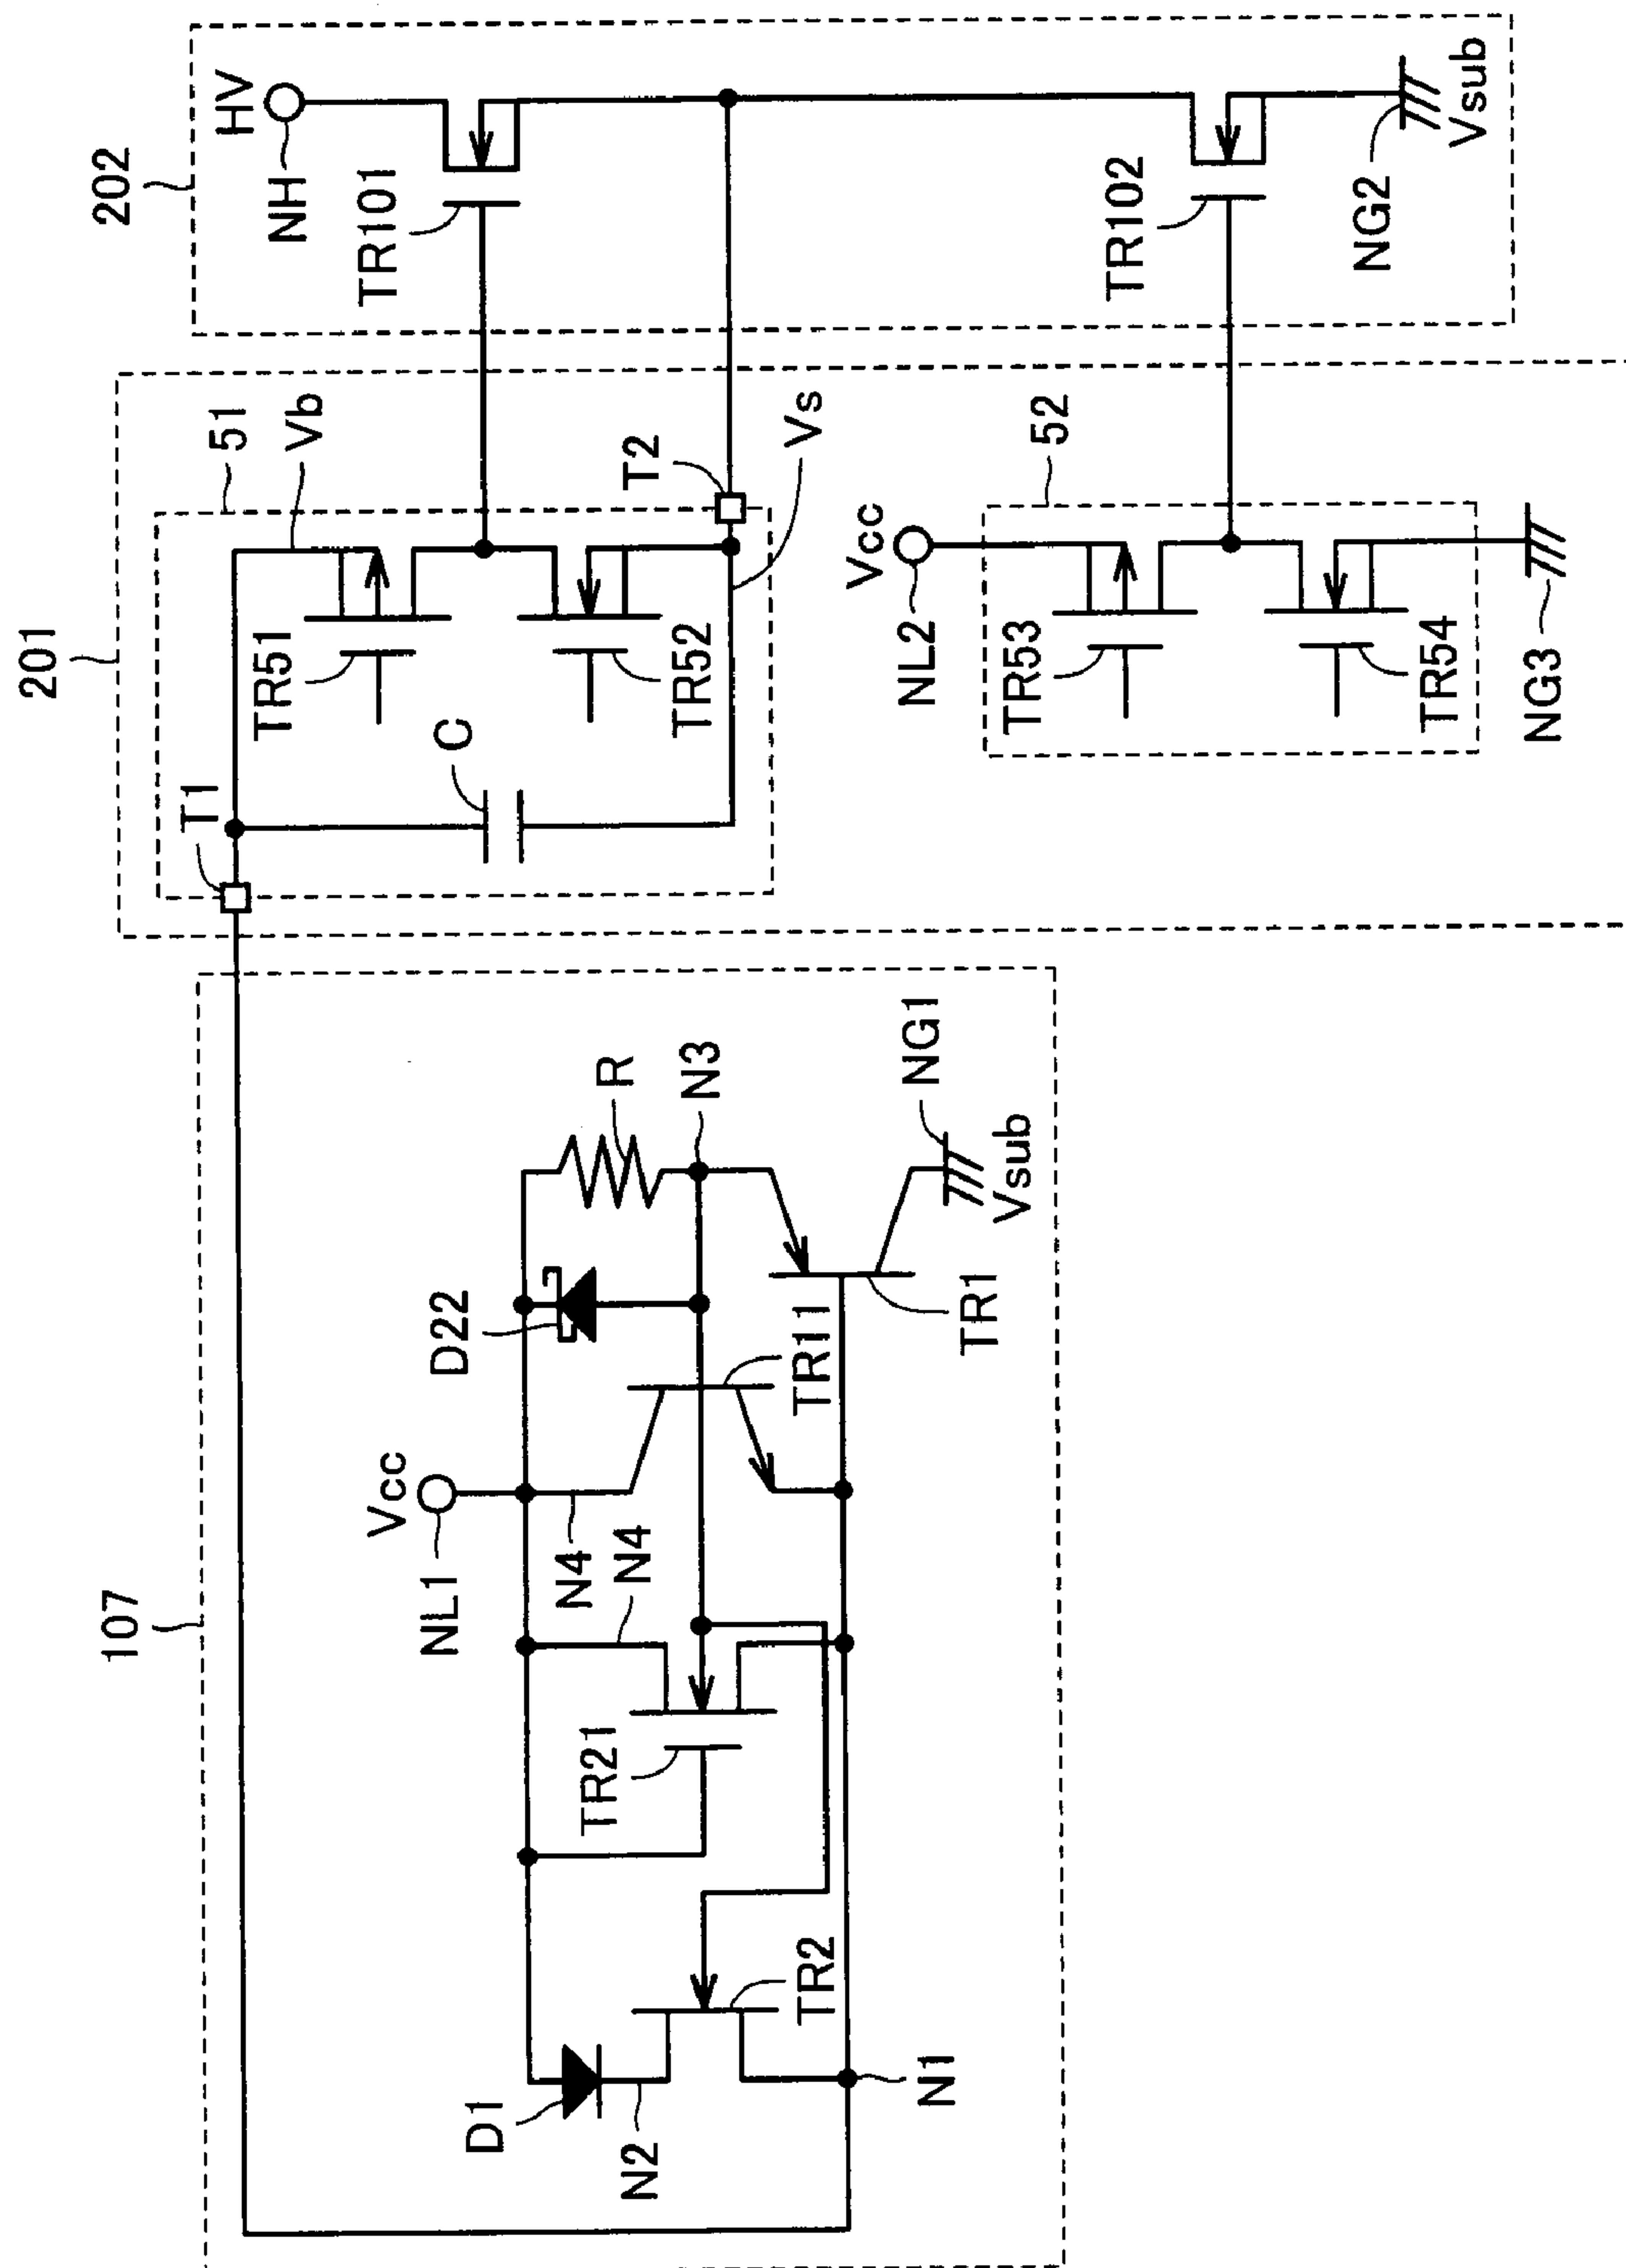 107
Vcc
NL1
D22
R
N3
NG1
Vsub
N4
N4
TR21
TR11
TR1
D1
N2
TR2
N1
201
T1
51
Vb
TR51
C
TR52
T2
Vs
Vcc
NL2
52
TR53
TR54
NG3
202
HV
NH
TR101
TR102
NG2
Vsub